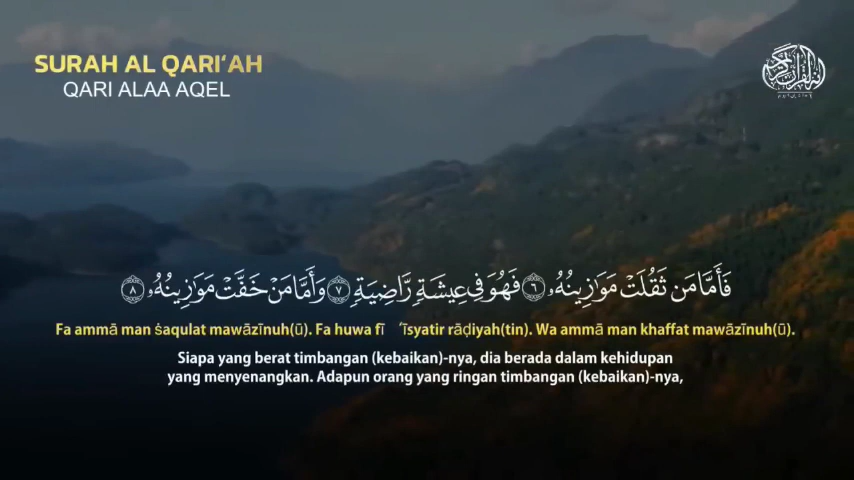 SURAH AL QARI‘AH
QARI ALAA AQEL
فَأَمَّا مَن ثَقُلَتْ مَوَٰزِينُهُۥ ٦ فَهُوَ فِى عِيشَةٍ رَّاضِيَةٍ ٧ وَأَمَّا مَنْ خَفَّتْ مَوَٰزِينُهُۥ ٨
Fa ammā man ṡaqulat mawāzīnuh(ū). Fa huwa fī ‘īsyatir rāḍiyah(tin). Wa ammā man khaffat mawāzīnuh(ū).
Siapa yang berat timbangan (kebaikan)-nya, dia berada dalam kehidupan
yang menyenangkan. Adapun orang yang ringan timbangan (kebaikan)-nya,